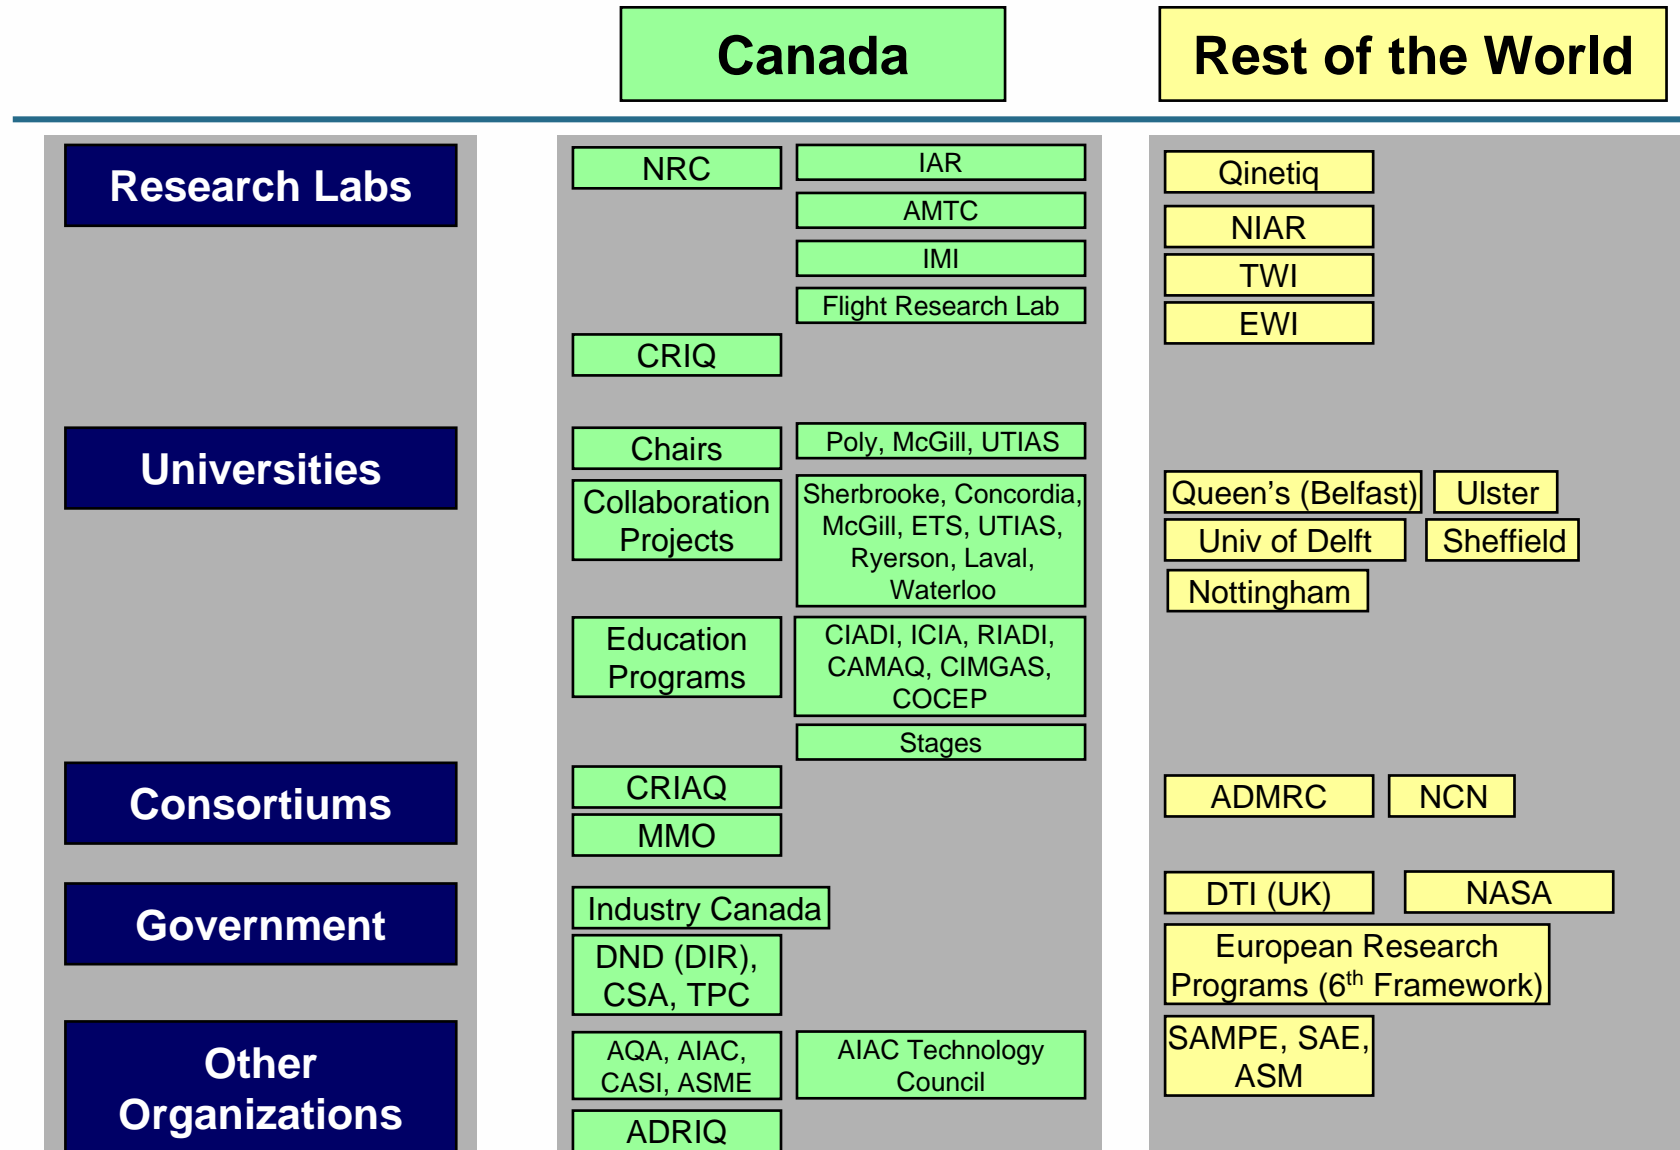 Canada
Rest of the World
Research Labs
NRC
IAR
AMTC
IMI
Flight Research Lab
CRIQ
Qinetiq
NIAR
TWI
EWI
Universities
Chairs
Poly, McGill, UTIAS
Collaboration
Projects
Sherbrooke, Concordia,
McGill, ETS, UTIAS,
Ryerson, Laval,
Waterloo
Education
Programs
CIADI, ICIA, RIADI,
CAMAQ, CIMGAS,
COCEP
Stages
Queen's (Belfast)
Ulster
Univ of Delft
Sheffield
Nottingham
Consortiums
CRIAQ
MMO
ADMRC
NCN
Government
Industry Canada
DND (DIR),
CSA, TPC
DTI (UK)
NASA
European Research
Programs (6th Framework)
Other
Organizations
AQA, AIAC,
CASI, ASME
AIAC Technology
Council
ADRIQ
SAMPE, SAE,
ASM